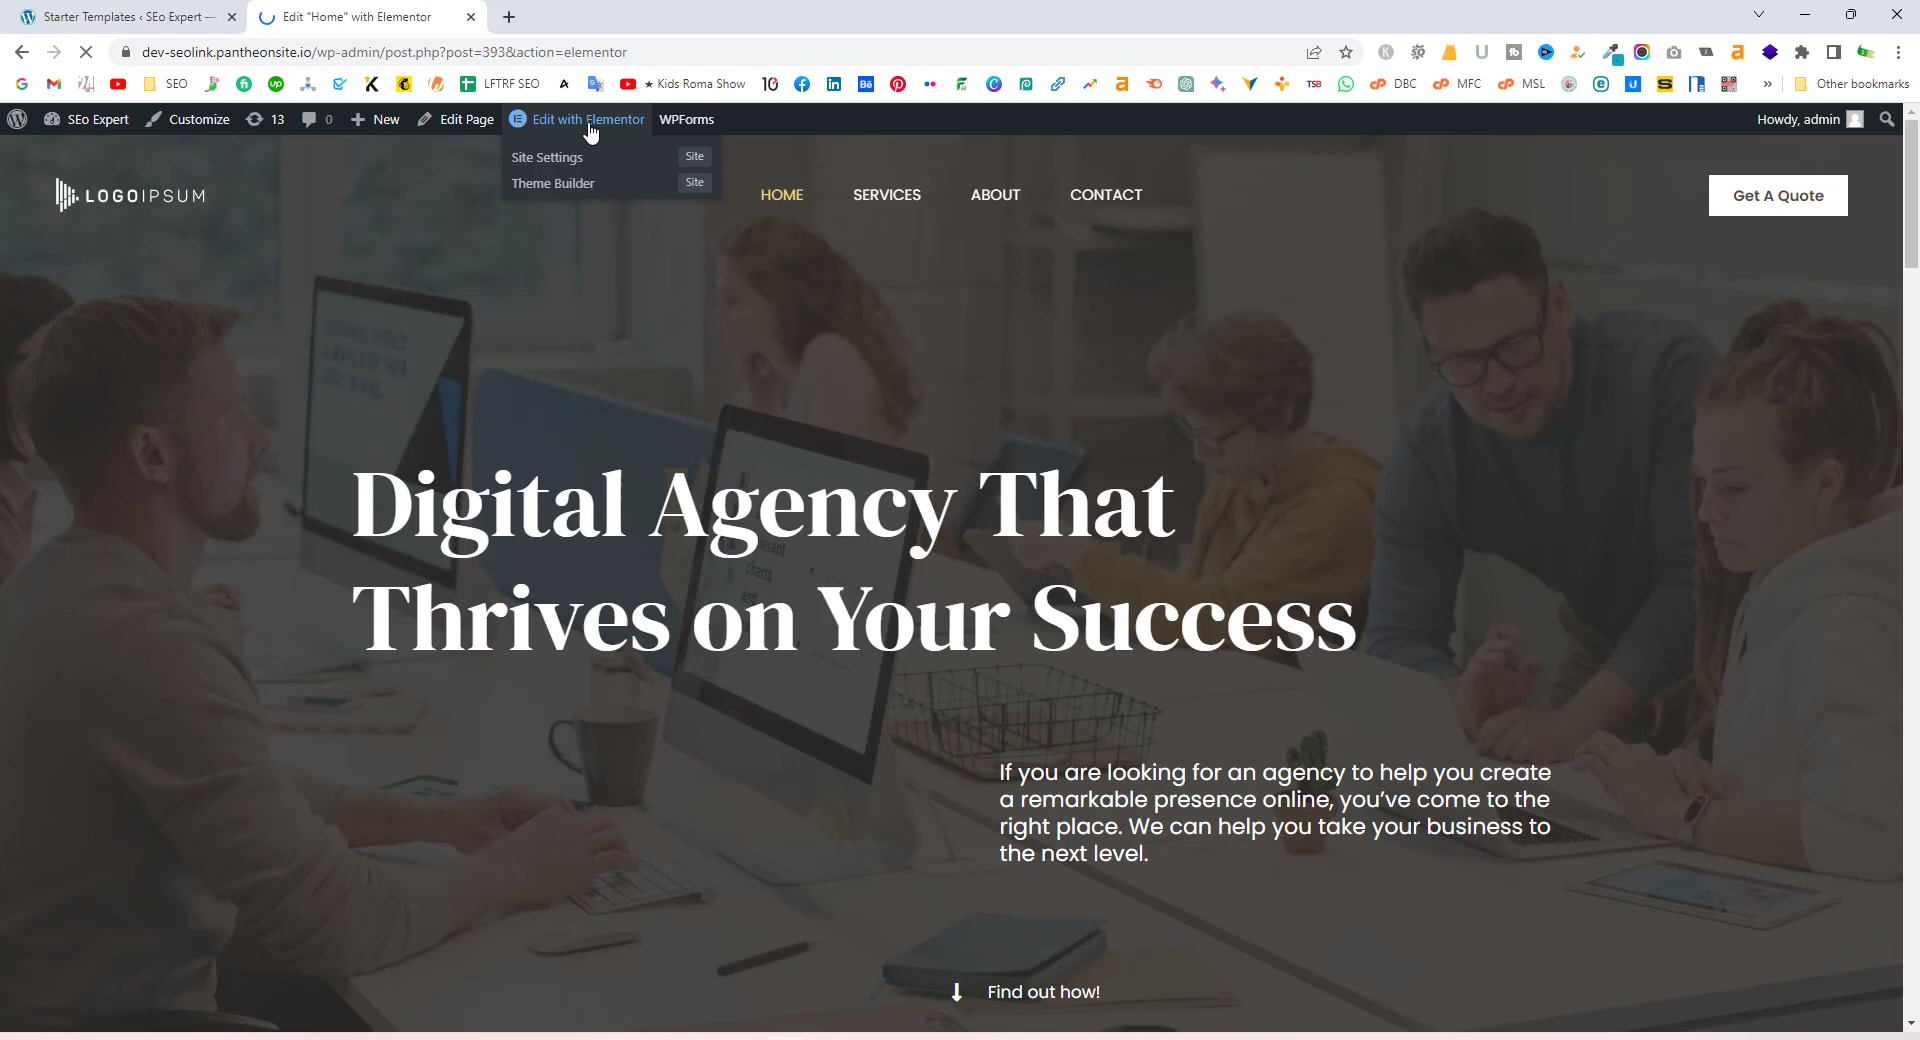 Starter Templates ‹ SEo Expert —
Edit "Home" with Elementor
dev-seolink.pantheonsite.io/wp-admin/post.php?post=393&action=elementor
SEO
LFTRF SEO
★ Kids Roma Show
DBC
MFC
MSL
»
Other bookmarks
SEo Expert
Customize
13
0
New
Edit Page
Edit with Elementor
WPForms
Howdy, admin
Site Settings
Site
Theme Builder
Site
LOGOIPSUM
HOME
SERVICES
ABOUT
CONTACT
Get A Quote
Digital Agency That
Thrives on Your Success
If you are looking for an agency to help you create
a remarkable presence online, you've come to the
right place. We can help you take your business to
the next level.
Find out how!